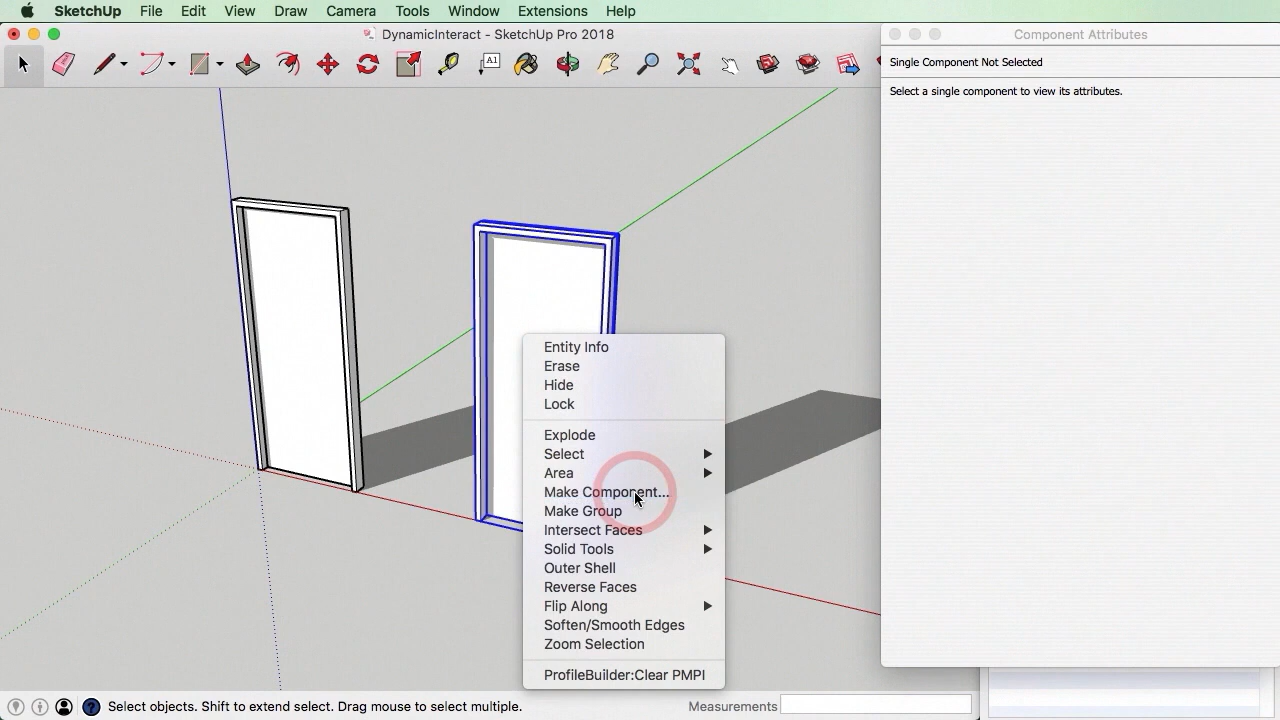 SketchUp File Edit View Draw Camera Tools Window Extensions Help
DynamicInteract - SketchUp Pro 2018
Component Attributes
A1
Single Component Not Selected
Select a single component to view its attributes.
Entity Info
Erase
Hide
Lock
Explode
Select
Area
Make Component...
Make Group
Intersect Faces
Solid Tools
Outer Shell
Reverse Faces
Flip Along
Soften/Smooth Edges
Zoom Selection
ProfileBuilder:Clear PMPI
? Select objects. Shift to extend select. Drag mouse to select multiple.
Measurements